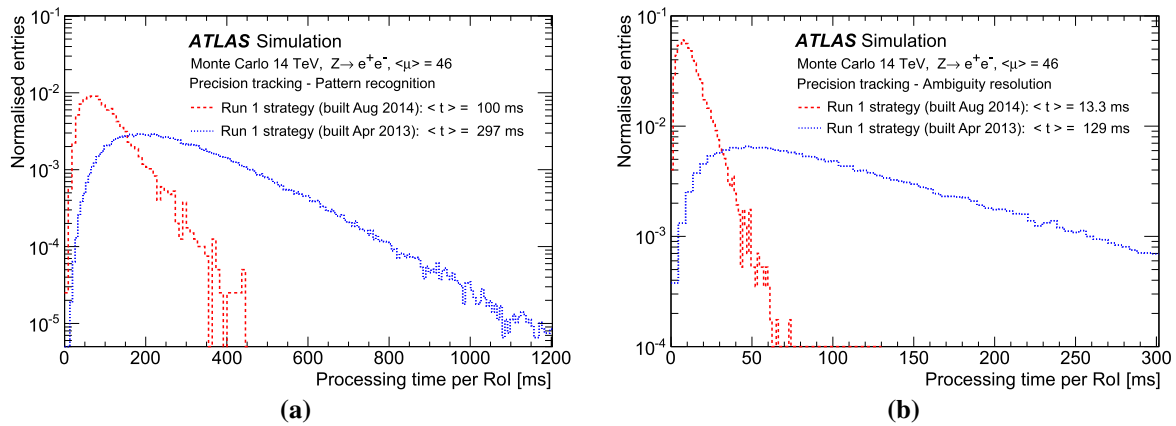 ATLAS Simulation
Monte Carlo 14 TeV, Z→ e⁺e⁻, <μ> = 46
Precision tracking - Pattern recognition
Run 1 strategy (built Aug 2014): < t > = 100 ms
Run 1 strategy (built Apr 2013): < t > = 297 ms
Normalised entries
10⁻¹
10⁻²
10⁻³
10⁻⁴
10⁻⁵
0 200 400 600 800 1000 1200
Processing time per RoI [ms]
(a)
ATLAS Simulation
Monte Carlo 14 TeV, Z→ e⁺e⁻, <μ> = 46
Precision tracking - Ambiguity resolution
Run 1 strategy (built Aug 2014): < t > = 13.3 ms
Run 1 strategy (built Apr 2013): < t > = 129 ms
Normalised entries
10⁻¹
10⁻²
10⁻³
10⁻⁴
0 50 100 150 200 250 300
Processing time per RoI [ms]
(b)